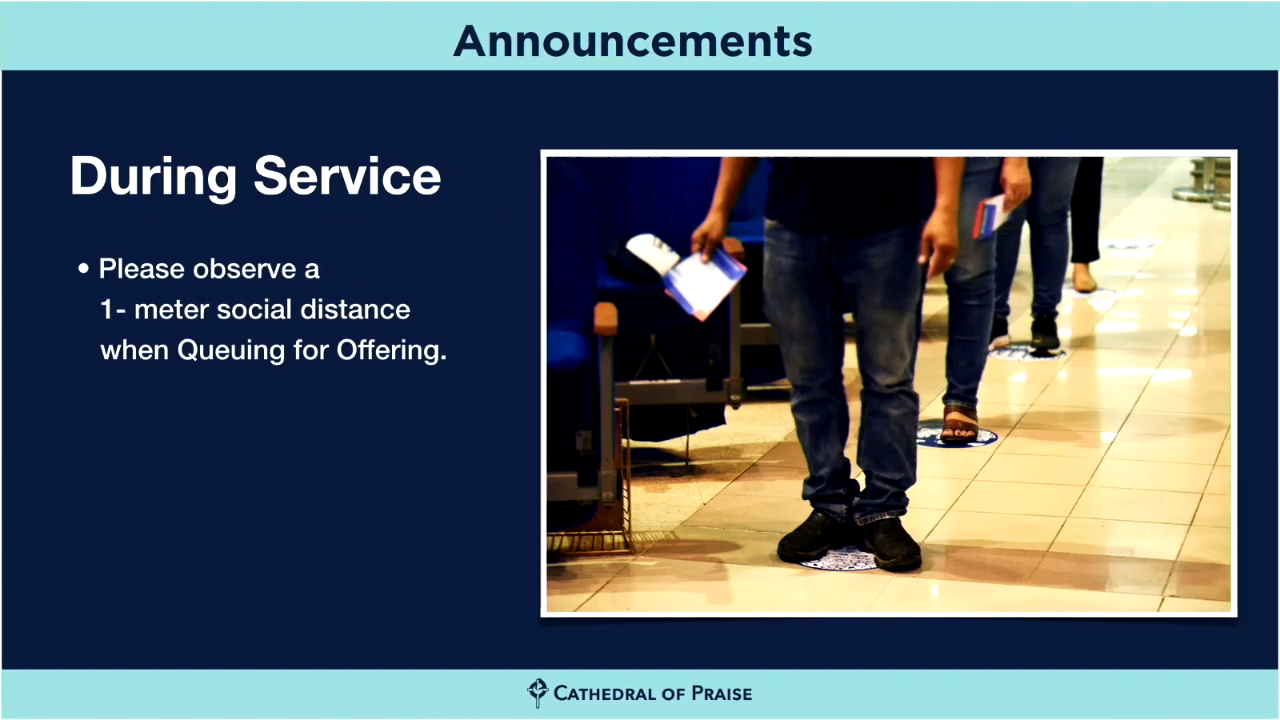 Announcements
During Service
• Please observe a
1- meter social distance
when Queuing for Offering.
CATHEDRAL OF PRAISE